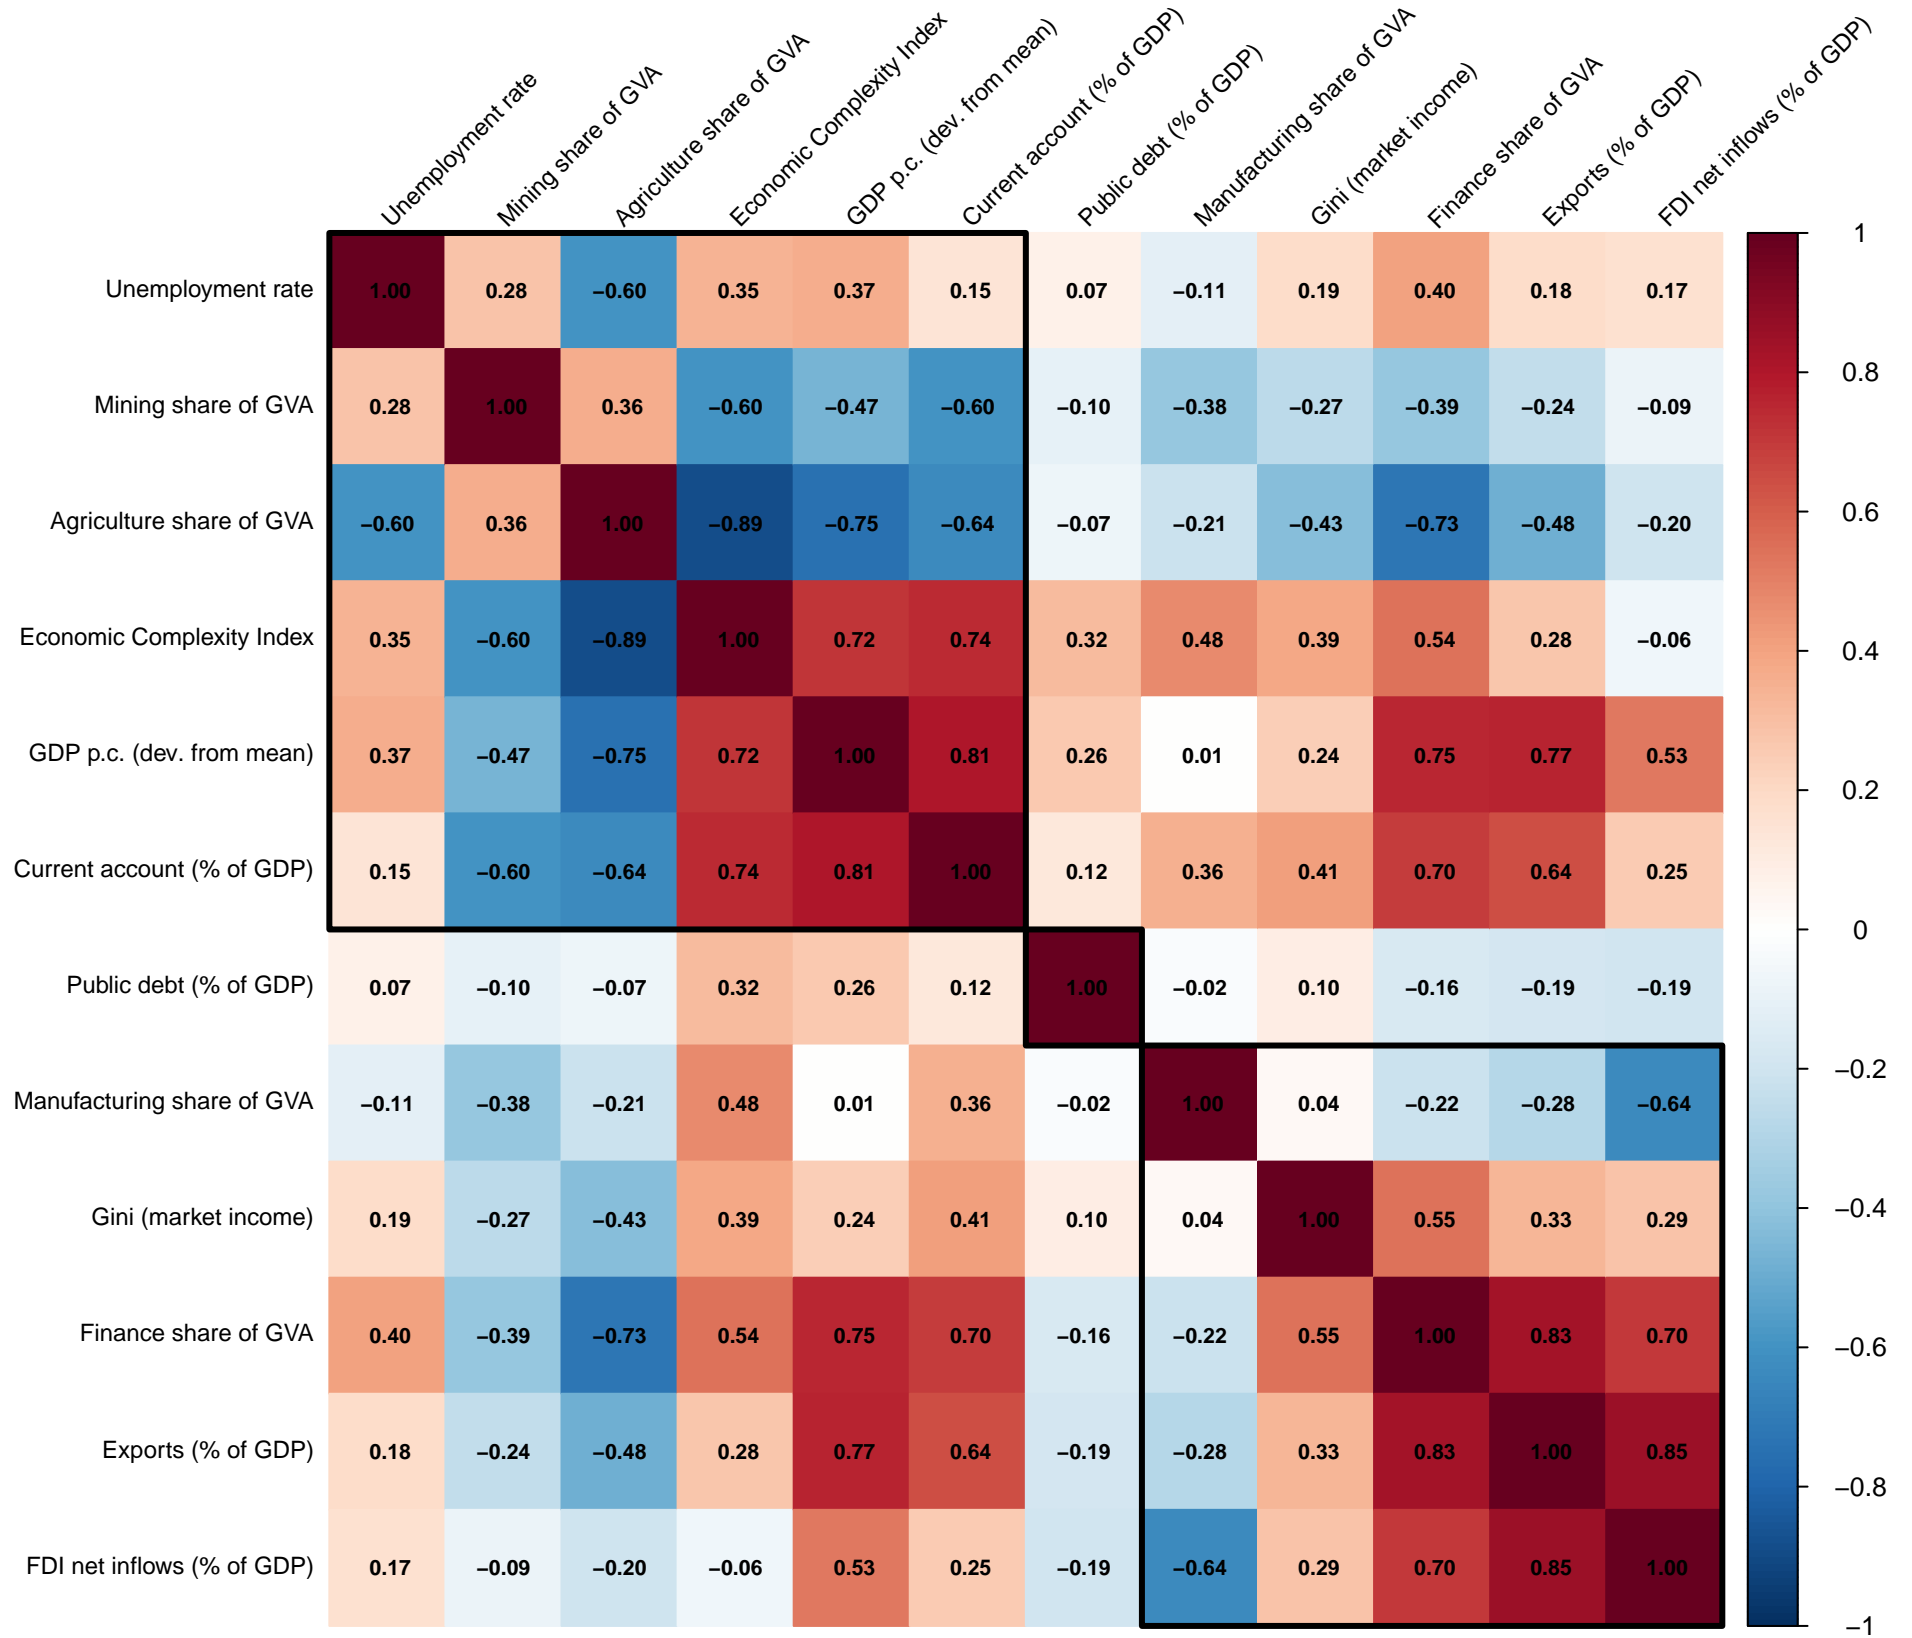 Unemployment rate
Mining share of GVA
Agriculture share of GVA
Economic Complexity Index
GDP p.c. (dev. from mean)
Current account (% of GDP)
Public debt (% of GDP)
Manufacturing share of GVA
Gini (market income)
Finance share of GVA
Exports (% of GDP)
FDI net inflows (% of GDP)
Unemployment rate 1.00 0.28 −0.60 0.35 0.37 0.15 0.07 −0.11 0.19 0.40 0.18 0.17
Mining share of GVA 0.28 1.00 0.36 −0.60 −0.47 −0.60 −0.10 −0.38 −0.27 −0.39 −0.24 −0.09
Agriculture share of GVA −0.60 0.36 1.00 −0.89 −0.75 −0.64 −0.07 −0.21 −0.43 −0.73 −0.48 −0.20
Economic Complexity Index 0.35 −0.60 −0.89 1.00 0.72 0.74 0.32 0.48 0.39 0.54 0.28 −0.06
GDP p.c. (dev. from mean) 0.37 −0.47 −0.75 0.72 1.00 0.81 0.26 0.01 0.24 0.75 0.77 0.53
Current account (% of GDP) 0.15 −0.60 −0.64 0.74 0.81 1.00 0.12 0.36 0.41 0.70 0.64 0.25
Public debt (% of GDP) 0.07 −0.10 −0.07 0.32 0.26 0.12 1.00 −0.02 0.10 −0.16 −0.19 −0.19
Manufacturing share of GVA −0.11 −0.38 −0.21 0.48 0.01 0.36 −0.02 1.00 0.04 −0.22 −0.28 −0.64
Gini (market income) 0.19 −0.27 −0.43 0.39 0.24 0.41 0.10 0.04 1.00 0.55 0.33 0.29
Finance share of GVA 0.40 −0.39 −0.73 0.54 0.75 0.70 −0.16 −0.22 0.55 1.00 0.83 0.70
Exports (% of GDP) 0.18 −0.24 −0.48 0.28 0.77 0.64 −0.19 −0.28 0.33 0.83 1.00 0.85
FDI net inflows (% of GDP) 0.17 −0.09 −0.20 −0.06 0.53 0.25 −0.19 −0.64 0.29 0.70 0.85 1.00
1
0.8
0.6
0.4
0.2
0
−0.2
−0.4
−0.6
−0.8
−1